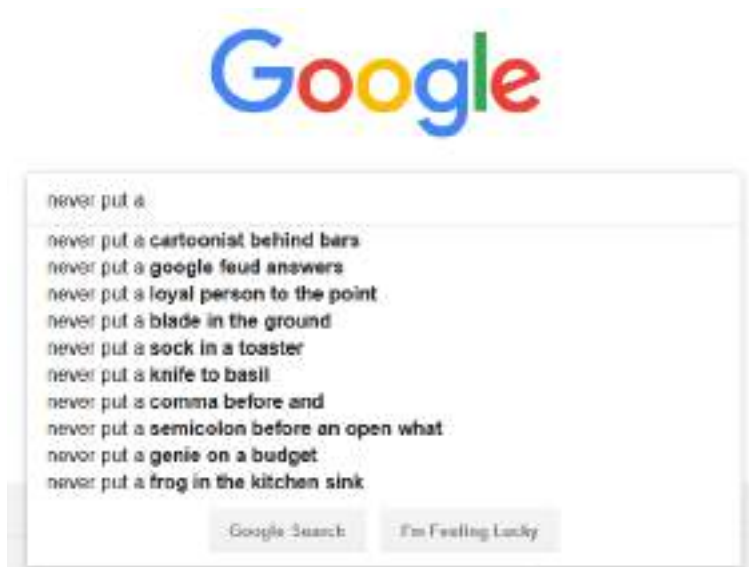 Google
never put a
never put a cartoonist behind bars
never put a google feud answers
never put a loyal person to the point
never put a blade in the ground
never put a sock in a toaster
never put a knife to basil
never put a comma before and
never put a semicolon before an open what
never put a genie on a budget
never put a frog in the kitchen sink
Google Search I'm Feeling Lucky